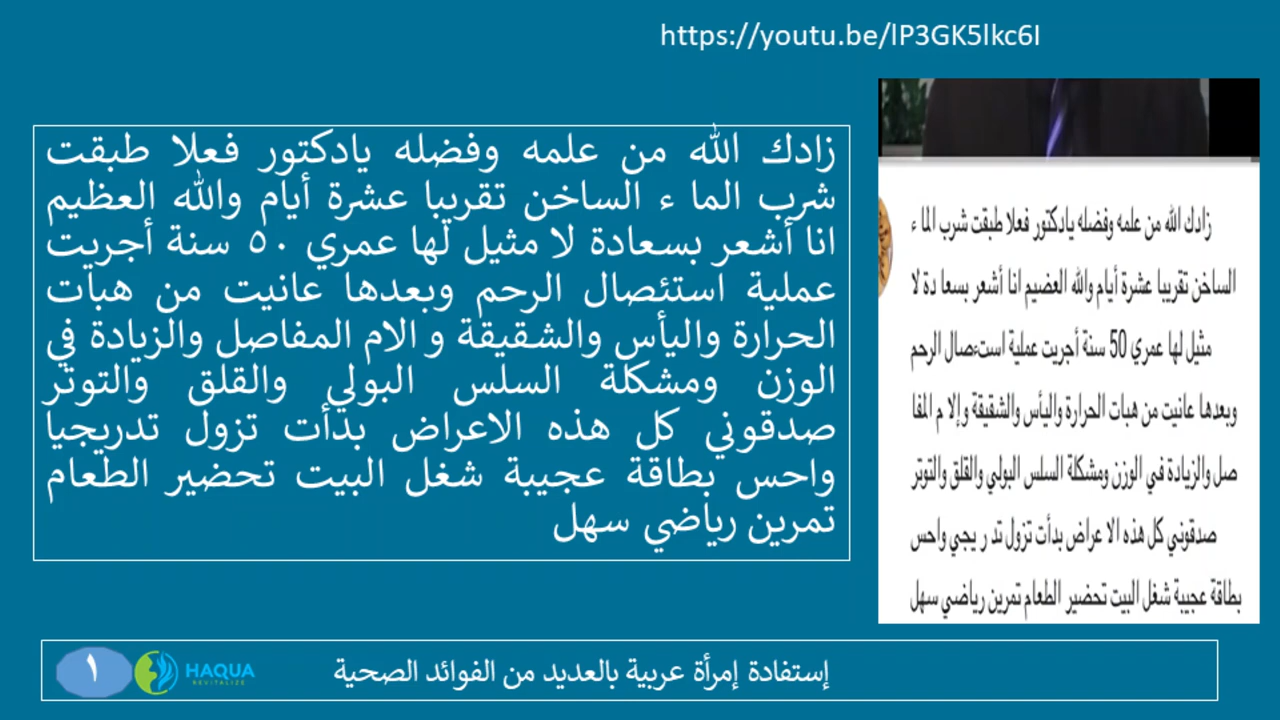 https://youtu.be/lP3GK5lkc6I
زادك الله من علمه وفضله يادكتور فعلا طبقت
شرب الما ء الساخن تقريبا عشرة أيام والله العظيم
انا أشعر بسعادة لا مثيل لها عمري ٥٠ سنة أجريت
عملية استئصال الرحم وبعدها عانيت من هبات
الحرارة واليأس والشقيقة و الام المفاصل والزيادة في
الوزن ومشكلة السلس البولي والقلق والتوتر
صدقوني كل هذه الاعراض بدأت تزول تدريجيا
واحس بطاقة عجيبة شغل البيت تحضير الطعام
تمرين رياضي سهل
زادك الله من علمه وفضله يادكتور فعلا طبقت شرب الما ء
الساخن تقريبا عشرة أيام والله العضيم انا أشعر بسعا دة لا
مثيل لها عمري 50 سنة أجريت عملية استءصال الرحم
وبعدها عانيت من هبات الحرارة واليأس والشقيقة وإلا م المفا
صل والزيادة في الوزن ومشكلة السلس البولي والقلق والتوتر
صدقوني كل هذه الا عراض بدأت تزول تد ر يجي واحس
بطاقة عجيبة شغل البيت تحضير الطعام تمرين رياضي سهل
إستفادة إمرأة عربية بالعديد من الفوائد الصحية
HAQUA
REVITALIZE
١